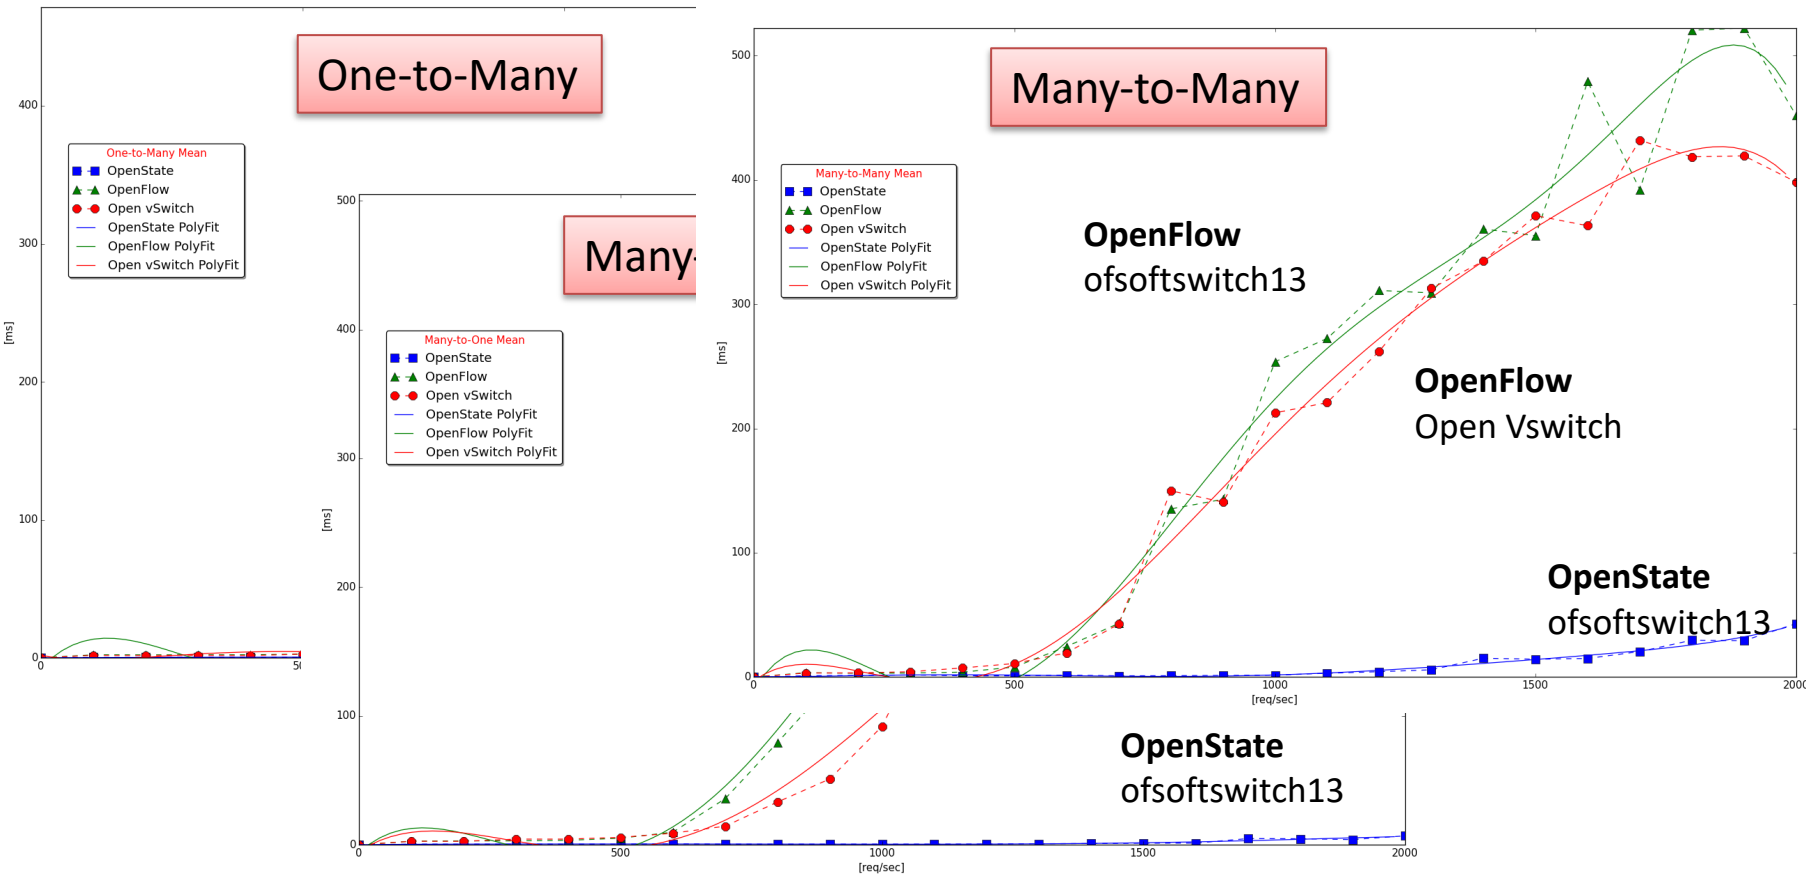 One-to-Many
400
300
200
100
0
[ms]
0
50
One-to-Many Mean
OpenState
OpenFlow
Open vSwitch
OpenState PolyFit
OpenFlow PolyFit
Open vSwitch PolyFit
Many-
500
400
300
200
100
0
[ms]
Many-to-One Mean
OpenState
OpenFlow
Open vSwitch
OpenState PolyFit
OpenFlow PolyFit
Open vSwitch PolyFit
OpenState
ofsoftswitch13
0
500
1000
1500
2000
[req/sec]
Many-to-Many
500
400
300
200
100
0
[ms]
Many-to-Many Mean
OpenState
OpenFlow
Open vSwitch
OpenState PolyFit
OpenFlow PolyFit
Open vSwitch PolyFit
OpenFlow
ofsoftswitch13
OpenFlow
Open Vswitch
OpenState
ofsoftswitch13
0
500
1000
1500
2000
[req/sec]